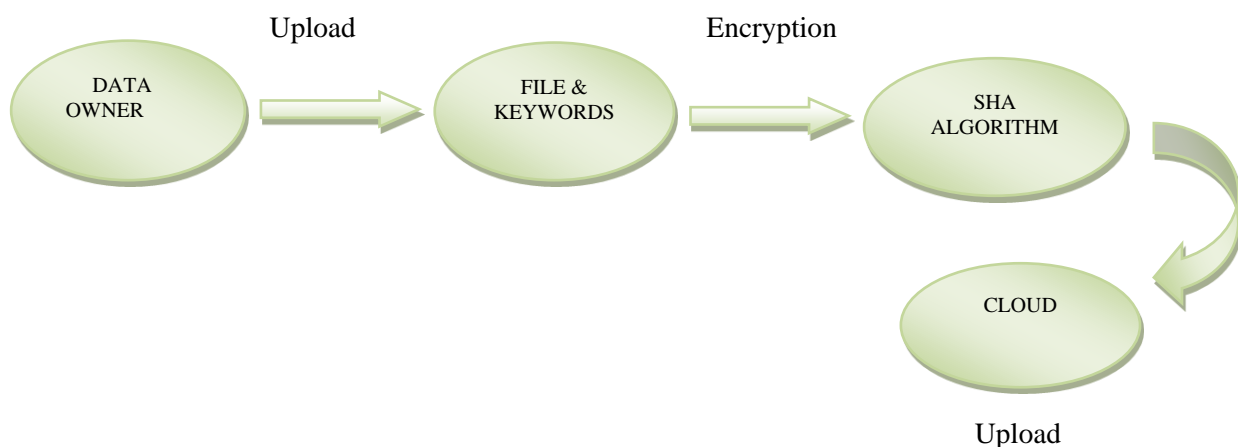 Upload
Encryption
DATA
OWNER
FILE &
KEYWORDS
SHA
ALGORITHM
CLOUD
Upload